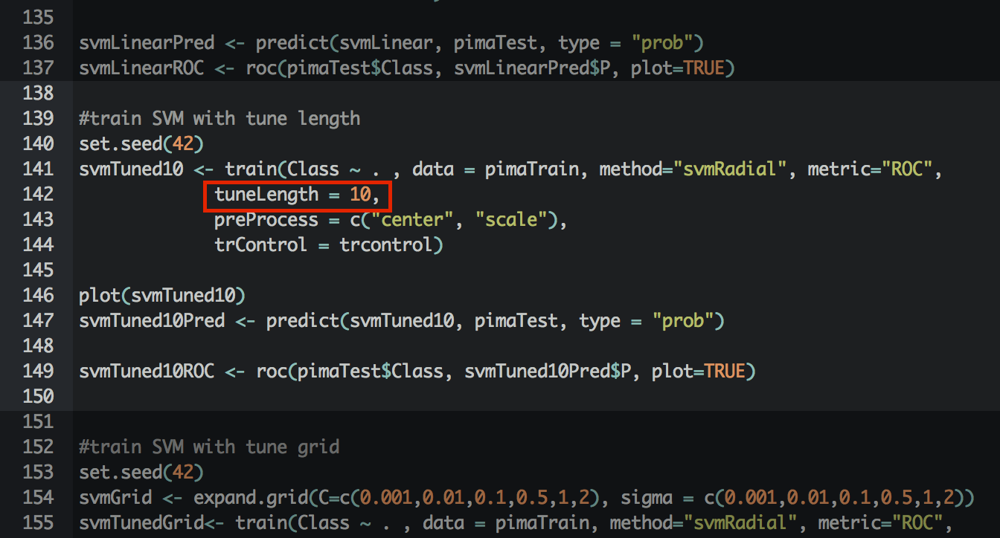 135
136 svmLinearPred <- predict(svmLinear, pimaTest, type = "prob")
137 svmLinearROC <- roc(pimaTest$Class, svmLinearPred$P, plot=TRUE)
138
139 #train SVM with tune length
140 set.seed(42)
141 svmTuned10 <- train(Class ~ . , data = pimaTrain, method="svmRadial", metric="ROC",
142 tuneLength = 10,
143 preProcess = c("center", "scale"),
144 trControl = trcontrol)
145
146 plot(svmTuned10)
147 svmTuned10Pred <- predict(svmTuned10, pimaTest, type = "prob")
148
149 svmTuned10ROC <- roc(pimaTest$Class, svmTuned10Pred$P, plot=TRUE)
150
151
152 #train SVM with tune grid
153 set.seed(42)
154 svmGrid <- expand.grid(C=c(0.001,0.01,0.1,0.5,1,2), sigma = c(0.001,0.01,0.1,0.5,1,2))
155 svmTunedGrid<- train(Class ~ . , data = pimaTrain, method="svmRadial", metric="ROC",